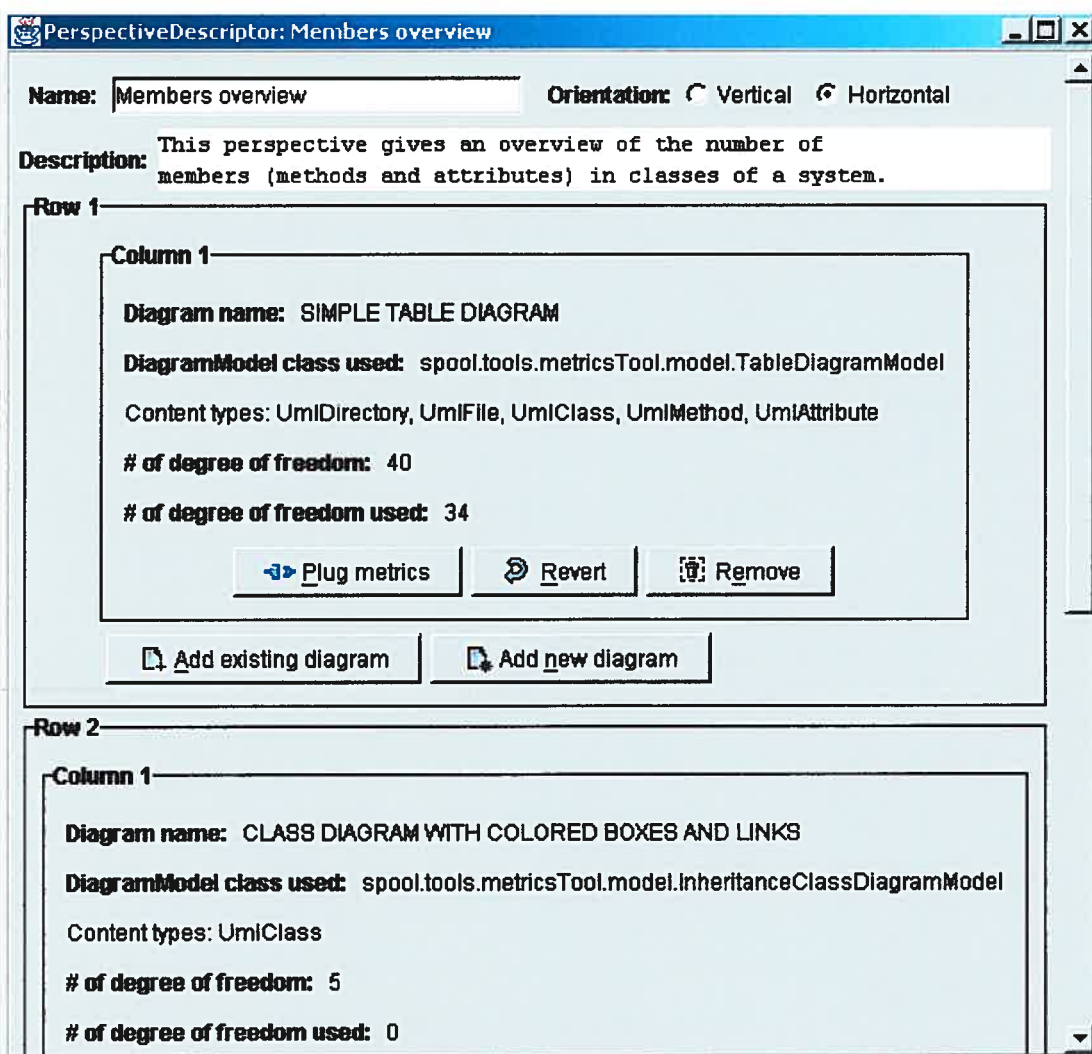 PerspectiveDescriptor: Members overview
Name: Members overview Orientation: Vertical Horizontal
Description: This perspective gives an overview of the number of
members (methods and attributes) in classes of a system.
Row 1
Column 1
Diagram name: SIMPLE TABLE DIAGRAM
DiagramModel class used: spool.tools.metricsTool.model.TableDiagramModel
Content types: UmlDirectory, UmlFile, UmlClass, UmlMethod, UmlAttribute
# of degree of freedom: 40
# of degree of freedom used: 34
Plug metrics Revert Remove
Add existing diagram Add new diagram
Row 2
Column 1
Diagram name: CLASS DIAGRAM WITH COLORED BOXES AND LINKS
DiagramModel class used: spool.tools.metricsTool.model.InheritanceClassDiagramModel
Content types: UmlClass
# of degree of freedom: 5
# of degree of freedom used: 0